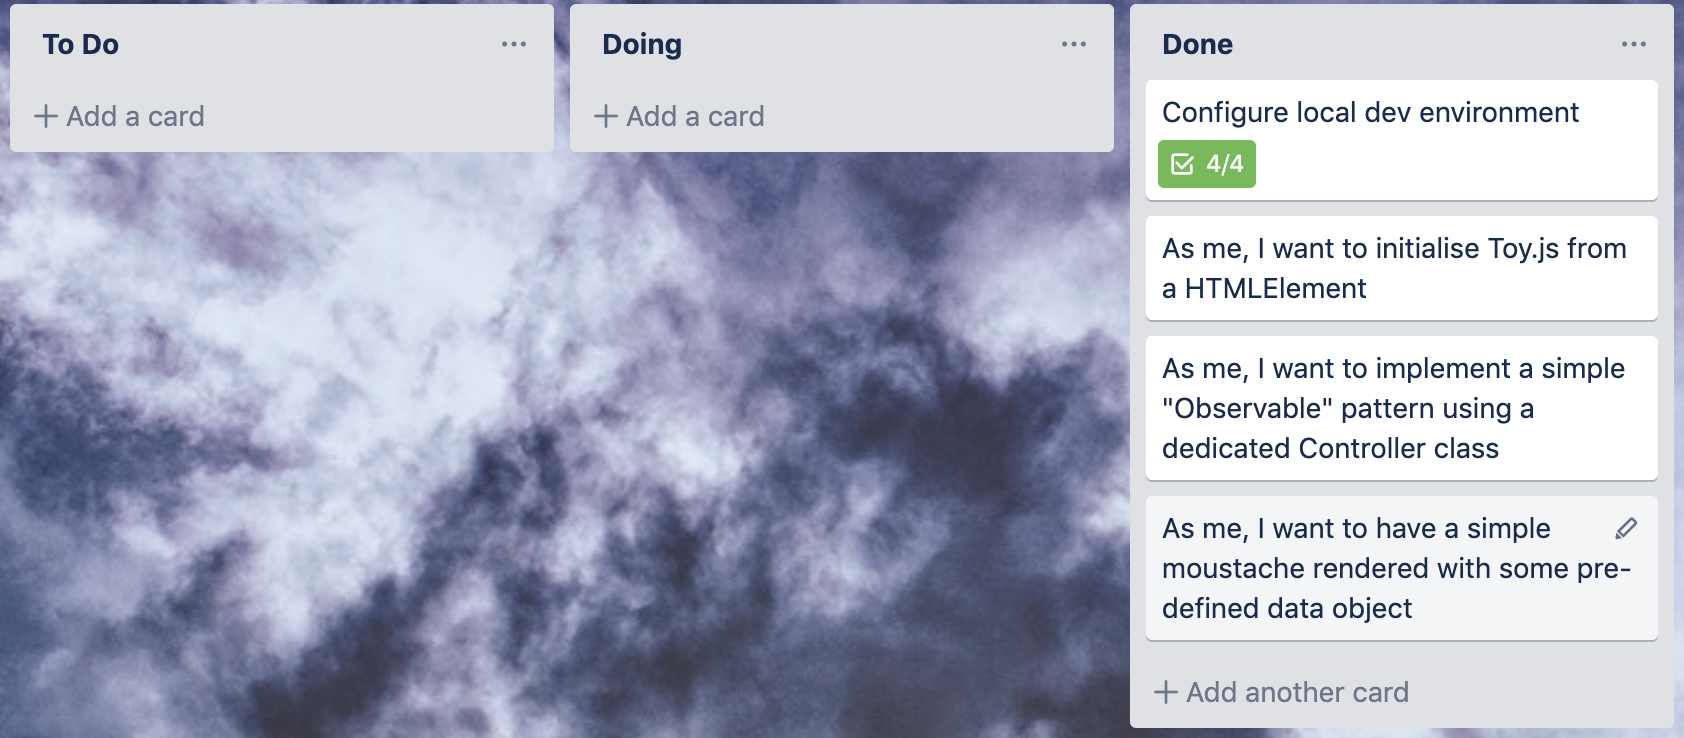 To Do
Add a card
Doing
Add a card
Done
Configure local dev environment
4/4
As me, I want to initialise Toy.js from
a HTMLElement
As me, I want to implement a simple
"Observable" pattern using a
dedicated Controller class
As me, I want to have a simple
moustache rendered with some pre-
defined data object
Add another card